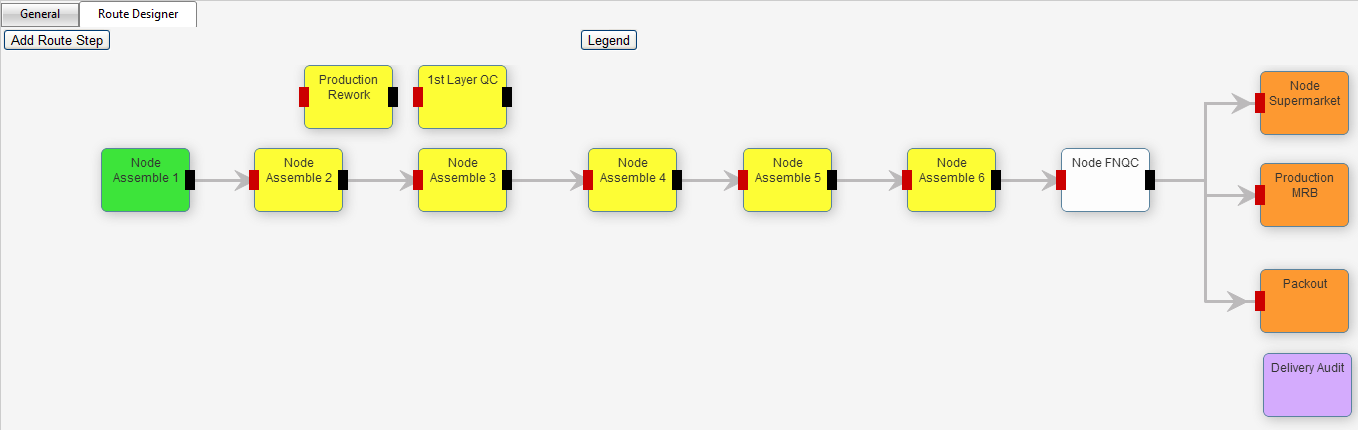 General
Route Designer
Add Route Step
Legend
Production
Rework
1st Layer QC
Node
Supermarket
Node
Assemble 1
Node
Assemble 2
Node
Assemble 3
Node
Assemble 4
Node
Assemble 5
Node
Assemble 6
Node FNQC
Production
MRB
Packout
Delivery Audit